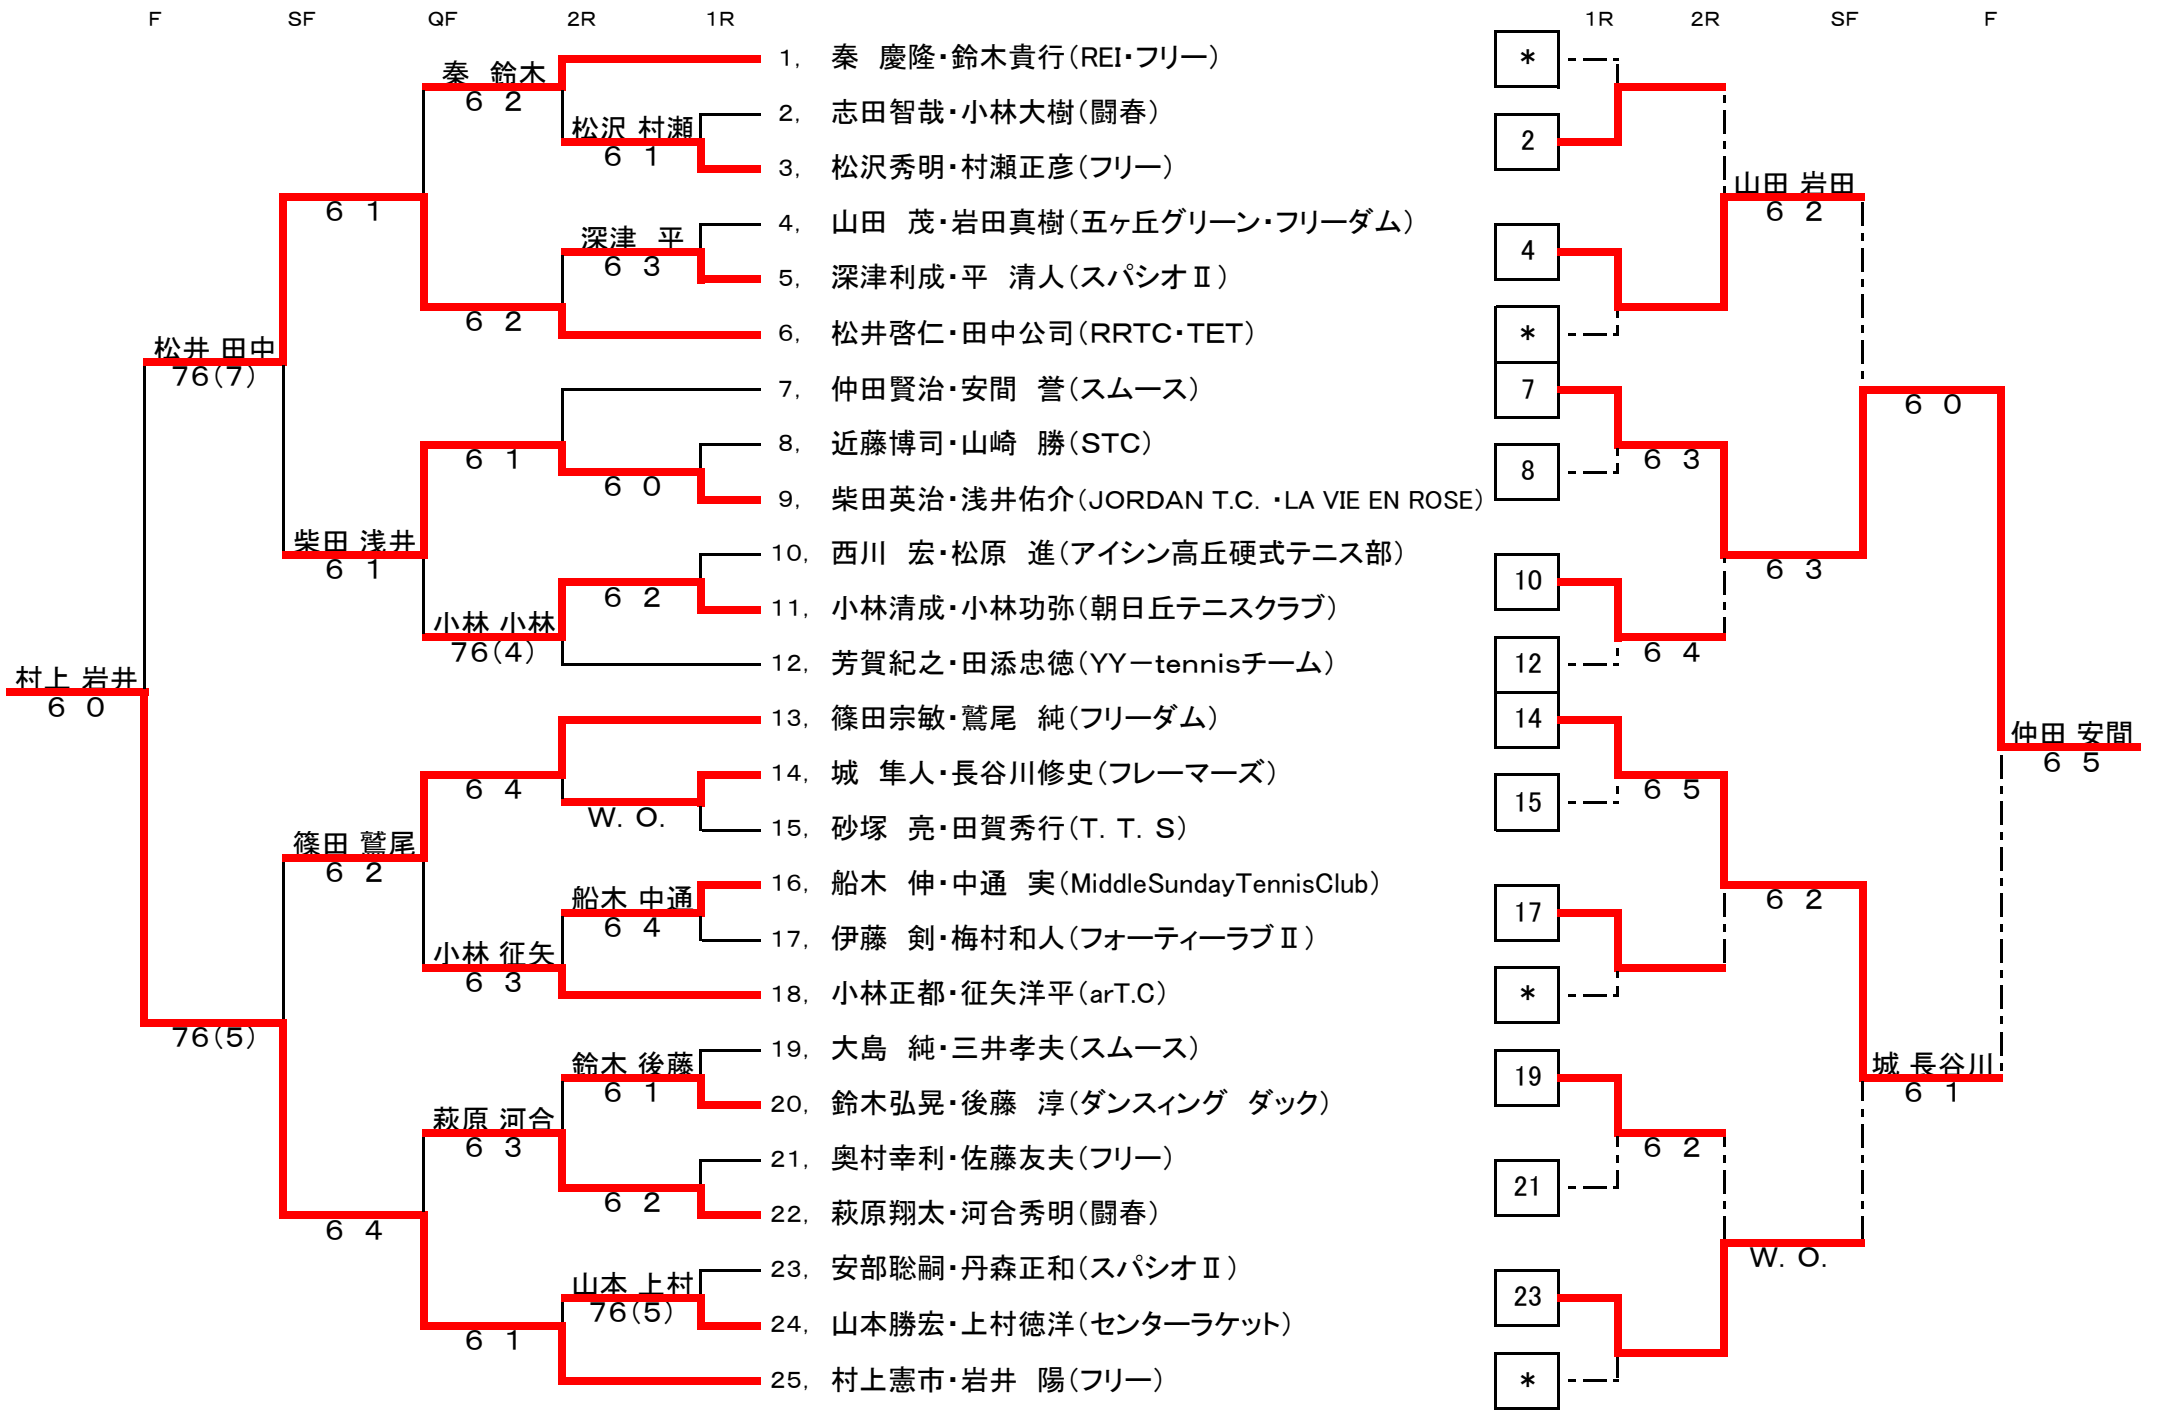 F SF QF 2R 1R 1R 2R SF F
1, 秦　慶隆・鈴木貴行（REI・フリー）
*
秦 鈴木
６ ２
2, 志田智哉・小林大樹（闘春）
松沢 村瀬
2
６ １
3, 松沢秀明・村瀬正彦（フリー）
山田 岩田
６ １
６ ２
4, 山田　茂・岩田真樹（五ヶ丘グリーン・フリーダム）
深津　平
4
６ ３
5, 深津利成・平　清人（スパシオⅡ）
６ ２
6, 松井啓仁・田中公司（RRTC・TET）
*
松井 田中
76(7)
7, 仲田賢治・安間　誉（スムース）
7
６ ０
8, 近藤博司・山崎　勝（STC）
６ １
６ ３
8
６ ０
9, 柴田英治・浅井佑介（JORDAN T.C. ・LA VIE EN ROSE）
柴田 浅井
10, 西川　宏・松原　進（アイシン高丘硬式テニス部）
６ １
６ ３
10
６ ２
11, 小林清成・小林功弥（朝日丘テニスクラブ）
小林 小林
76(4)
６ ４
12, 芳賀紀之・田添忠徳（YY－tennisチーム）
12
村上 岩井
６ ０
13, 篠田宗敏・鷲尾　純（フリーダム）
14
仲田 安間
６ ５
14, 城　隼人・長谷川修史（フレーマーズ）
６ ４
６ ５
15
W. O.
15, 砂塚　亮・田賀秀行（T. T. S）
篠田 鷲尾
６ ２
16, 船木　伸・中通　実（MiddleSundayTennisClub）
船木 中通
６ ２
17
６ ４
17, 伊藤　剣・梅村和人（フォーティーラブⅡ）
小林 征矢
６ ３
18, 小林正都・征矢洋平（arT.C）
*
76(5)
19, 大島　純・三井孝夫（スムース）
鈴木 後藤
19
城 長谷川
６ １
６ １
20, 鈴木弘晃・後藤　淳（ダンスィング　ダック）
萩原 河合
６ ３
６ ２
21, 奥村幸利・佐藤友夫（フリー）
21
６ ２
22, 萩原翔太・河合秀明（闘春）
６ ４
W. O.
23, 安部聡嗣・丹森正和（スパシオⅡ）
山本 上村
23
76(5)
24, 山本勝宏・上村徳洋（センターラケット）
６ １
25, 村上憲市・岩井　陽（フリー）
*